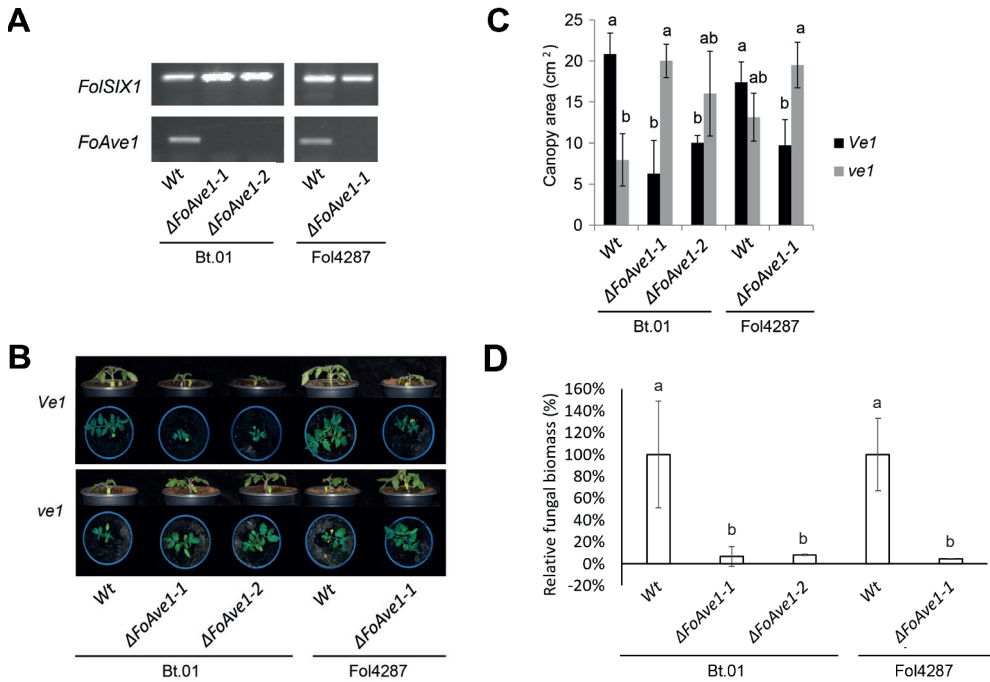 A
FolSIX1
FoAve1
Wt
ΔFoAve1-1
ΔFoAve1-2
Wt
ΔFoAve1-1
Bt.01
Fol4287
C
Canopy area (cm 2)
25
20
15
10
5
0
a
b
b
a
b
ab
a
ab
b
a
Ve1
ve1
Wt
ΔFoAve1-1
ΔFoAve1-2
Wt
ΔFoAve1-1
Bt.01
Fol4287
B
Ve1
ve1
Wt
ΔFoAve1-1
ΔFoAve1-2
Wt
ΔFoAve1-1
Bt.01
Fol4287
D
Relative fungal biomass (%)
160%
140%
120%
100%
80%
60%
40%
20%
0%
-20%
a
b
b
a
b
Wt
ΔFoAve1-1
ΔFoAve1-2
Wt
ΔFoAve1-1
Bt.01
Fol4287